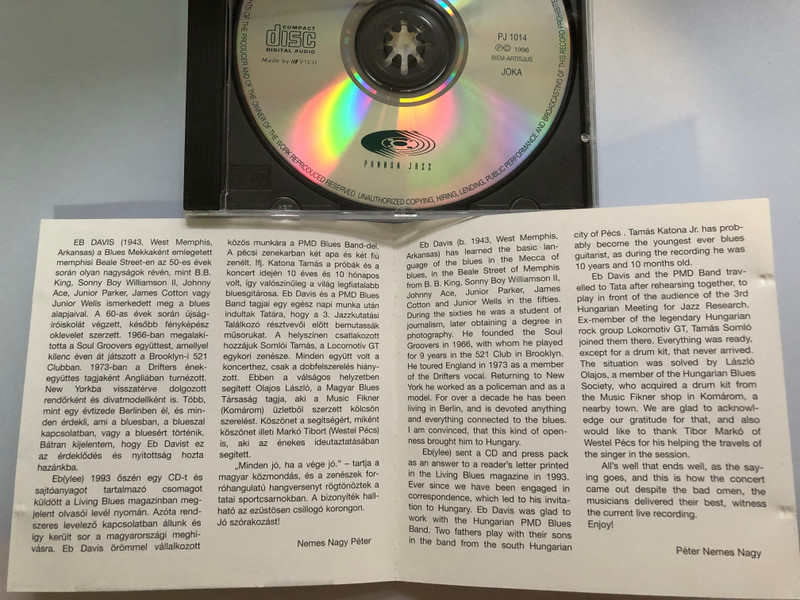 COMPACT
disc
DIGITAL AUDIO
Made by VTCD
PJ 1014
℗© 1996
BIEM-ARTISJUS
JOKA
PANNON JAZZ
OF THE PRODUCER AND OF THE OWNER OF THE WORK REPRODUCED RESERVED. UNAUTHORIZED COPYING, HIRING, LENDING, PUBLIC PERFORMANCE AND BROADCASTING OF THIS RECORD PROHIBITED
EB DAVIS (1943, West Memphis,
Arkansas) a Blues Mekkaként emlegetett
memphisi Beale Street-en az 50-es évek
során olyan nagyságok révén, mint B.B.
King, Sonny Boy Williamson II, Johnny
Ace, Junior Parker, James Cotton vagy
Junior Wells ismerkedett meg a blues
alapjaival. A 60-as évek során újság-
íróiskolát végzett, később fényképész
oklevelet szerzett. 1966-ban megalakí-
totta a Soul Groovers együttest, amellyel
kilenc éven át játszott a Brooklyn-i 521
Clubban. 1973-ban a Drifters ének-
együttes tagjaként Angliában turnézott.
New Yorkba visszatérve dolgozott
rendőrként és divatmodellként is. Több,
mint egy évtizede Berlinben él, és min-
den érdekli, ami a bluesban, a blueszal
kapcsolatban, vagy a bluesért történik.
Bátran kijelentem, hogy Eb Davist ez
az érdeklődés és nyitottság hozta
hazánkba.
Eb(ylee) 1993 őszén egy CD-t és
sajtóanyagot tartalmazó csomagot
küldött a Living Blues magazinban meg-
jelent olvasói levél nyomán. Azóta rend-
szeres levelező kapcsolatban állunk és
így került sor a magyarországi meghí-
vásra. Eb Davis örömmel vállalkozott
közös munkára a PMD Blues Band-del.
A pécsi zenekarban két apa és két fiú
zenélt. Ifj. Katona Tamás a próbák és a
koncert idején 10 éves és 10 hónapos
volt, így valószínűleg a világ legfiatalabb
bluesgitárosa. Eb Davis és a PMD Blues
Band tagjai egy egész napi munka után
indultak Tatára, hogy a 3. Jazzkutatási
Találkozó résztvevői előtt bemutassák
műsorukat. A helyszínen csatlakozott
hozzájuk Somlói Tamás, a Locomotív GT
egykori zenésze. Minden együtt volt a
koncerthez, csak a dobfelszerelés hiány-
zott. Ebben a válságos helyzetben
segített Olajos László, a Magyar Blues
Társaság tagja, aki a Music Fikner
(Komárom) üzletből szerzett kölcsön
szerelést. Köszönet a segítségért, miként
köszönet illeti Markó Tibort (Westel Pécs)
is, aki az énekes ideutaztatásában
segített.
„Minden jó, ha a vége jó.” – tartja a
magyar közmondás, és a zenészek for-
róhangulatú hangversenyt rögtönöztek a
tatai sportcsarnokban. A bizonyíték hall-
ható az ezüstösen csillogó korongon.
Jó szórakozást!
Nemes Nagy Péter
Eb Davis (b. 1943, West Memphis,
Arkansas) has learned the basic lan-
guage of the blues in the Mecca of
blues, in the Beale Street of Memphis
from B. B. King, Sonny Boy Williamson II,
Johnny Ace, Junior Parker, James
Cotton and Junior Wells in the fifties.
During the sixties he was a student of
journalism, later obtaining a degree in
photography. He founded the Soul
Groovers in 1966, with whom he played
for 9 years in the 521 Club in Brooklyn.
He toured England in 1973 as a member
of the Drifters vocal. Returning to New
York he worked as a policeman and as a
model. For over a decade he has been
living in Berlin, and is devoted anything
and everything connected to the blues.
I am convinced, that this kind of open-
ness brought him to Hungary.
Eb(ylee) sent a CD and press pack
as an answer to a reader's letter printed
in the Living Blues magazine in 1993.
Ever since we have been engaged in
correspondence, which led to his invita-
tion to Hungary. Eb Davis was glad to
work with the Hungarian PMD Blues
Band. Two fathers play with their sons
in the band from the south Hungarian
city of Pécs . Tamás Katona Jr. has prob-
ably become the youngest ever blues
guitarist, as during the recording he was
10 years and 10 months old.
Eb Davis and the PMD Band trav-
elled to Tata after rehearsing together, to
play in front of the audience of the 3rd
Hungarian Meeting for Jazz Research.
Ex-member of the legendary Hungarian
rock group Lokomotiv GT, Tamás Somló
joined them there. Everything was ready,
except for a drum kit, that never arrived.
The situation was solved by László
Olajos, a member of the Hungarian Blues
Society, who acquired a drum kit from
the Music Fikner shop in Komárom, a
nearby town. We are glad to acknowl-
edge our gratitude for that, and also
would like to thank Tibor Markó of
Westel Pécs for his helping the travels of
the singer in the session.
All's well that ends well, as the say-
ing goes, and this is how the concert
came out despite the bad omen, the
musicians delivered their best, witness
the current live recording.
Enjoy!
Péter Nemes Nagy